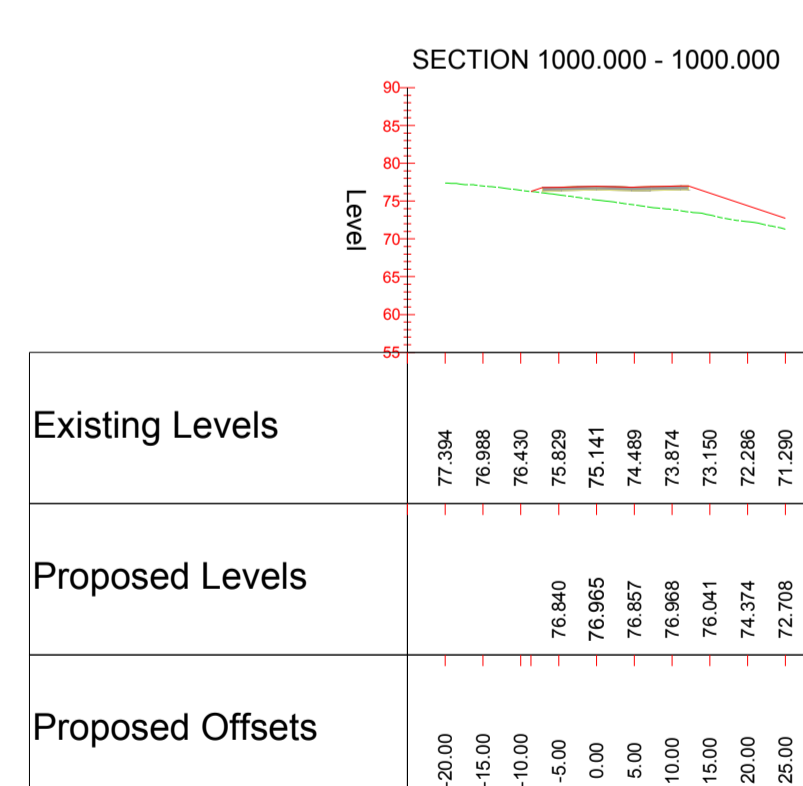 SECTION 1000.000 - 1000.000
90
85
80
75
70
65
60
55
Level
Existing Levels
77.394 76.988 76.430 75.829 75.141 74.489 73.874 73.150 72.286 71.290
Proposed Levels
76.840 76.965 76.857 76.968 76.041 74.374 72.708
Proposed Offsets
-20.00 -15.00 -10.00 -5.00 0.00 5.00 10.00 15.00 20.00 25.00